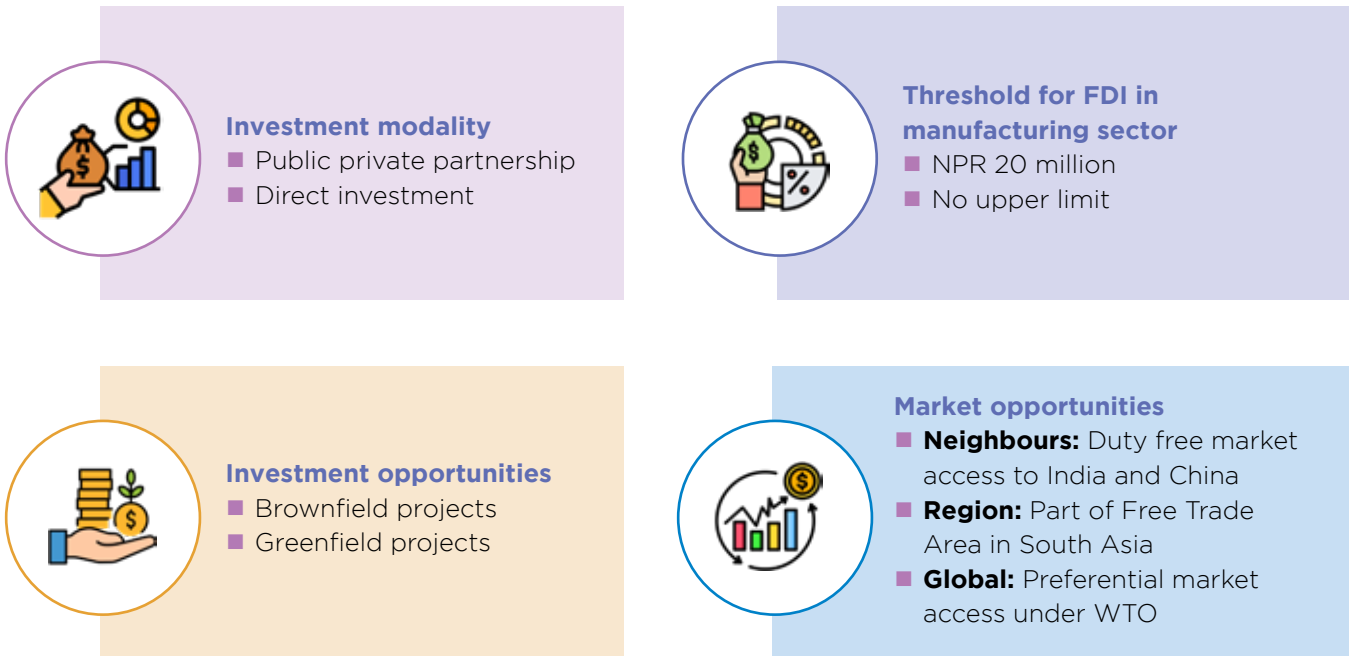 Investment modality
■ Public private partnership
■ Direct investment
Threshold for FDI in
manufacturing sector
■ NPR 20 million
■ No upper limit
Investment opportunities
■ Brownfield projects
■ Greenfield projects
Market opportunities
■ Neighbours: Duty free market
access to India and China
■ Region: Part of Free Trade
Area in South Asia
■ Global: Preferential market
access under WTO